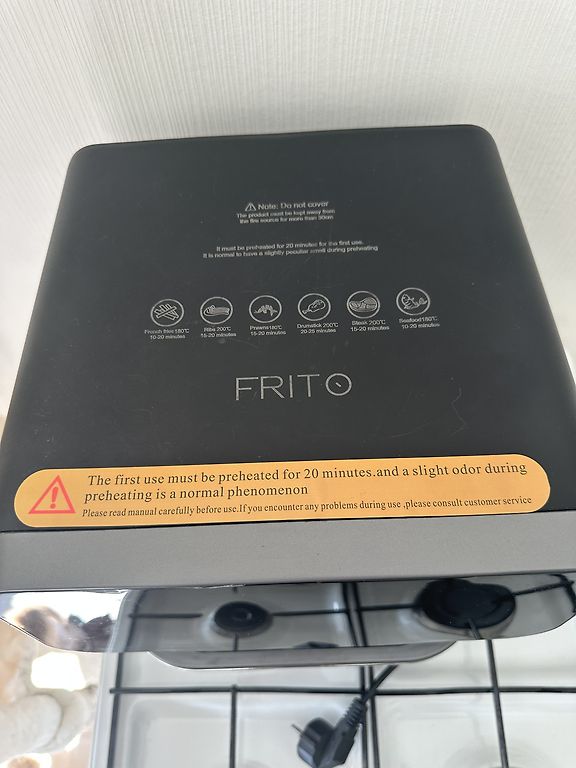 ⚠ Note: Do not cover
The product must be kept away from
the fire source for more than 30cm
It must be preheated for 20 minutes for the first use.
It is normal to have a slightly peculiar smell during preheating
French fries 180℃
10-20 minutes
Ribs 200℃
15-20 minutes
Prawns 180℃
15-20 minutes
Drumstick 200℃
20-25 minutes
Steak 200℃
15-20 minutes
Seafood 180℃
10-20 minutes
FRITO
The first use must be preheated for 20 minutes.and a slight odor during
preheating is a normal phenomenon
Please read manual carefully before use.If you encounter any problems during use ,please consult customer service